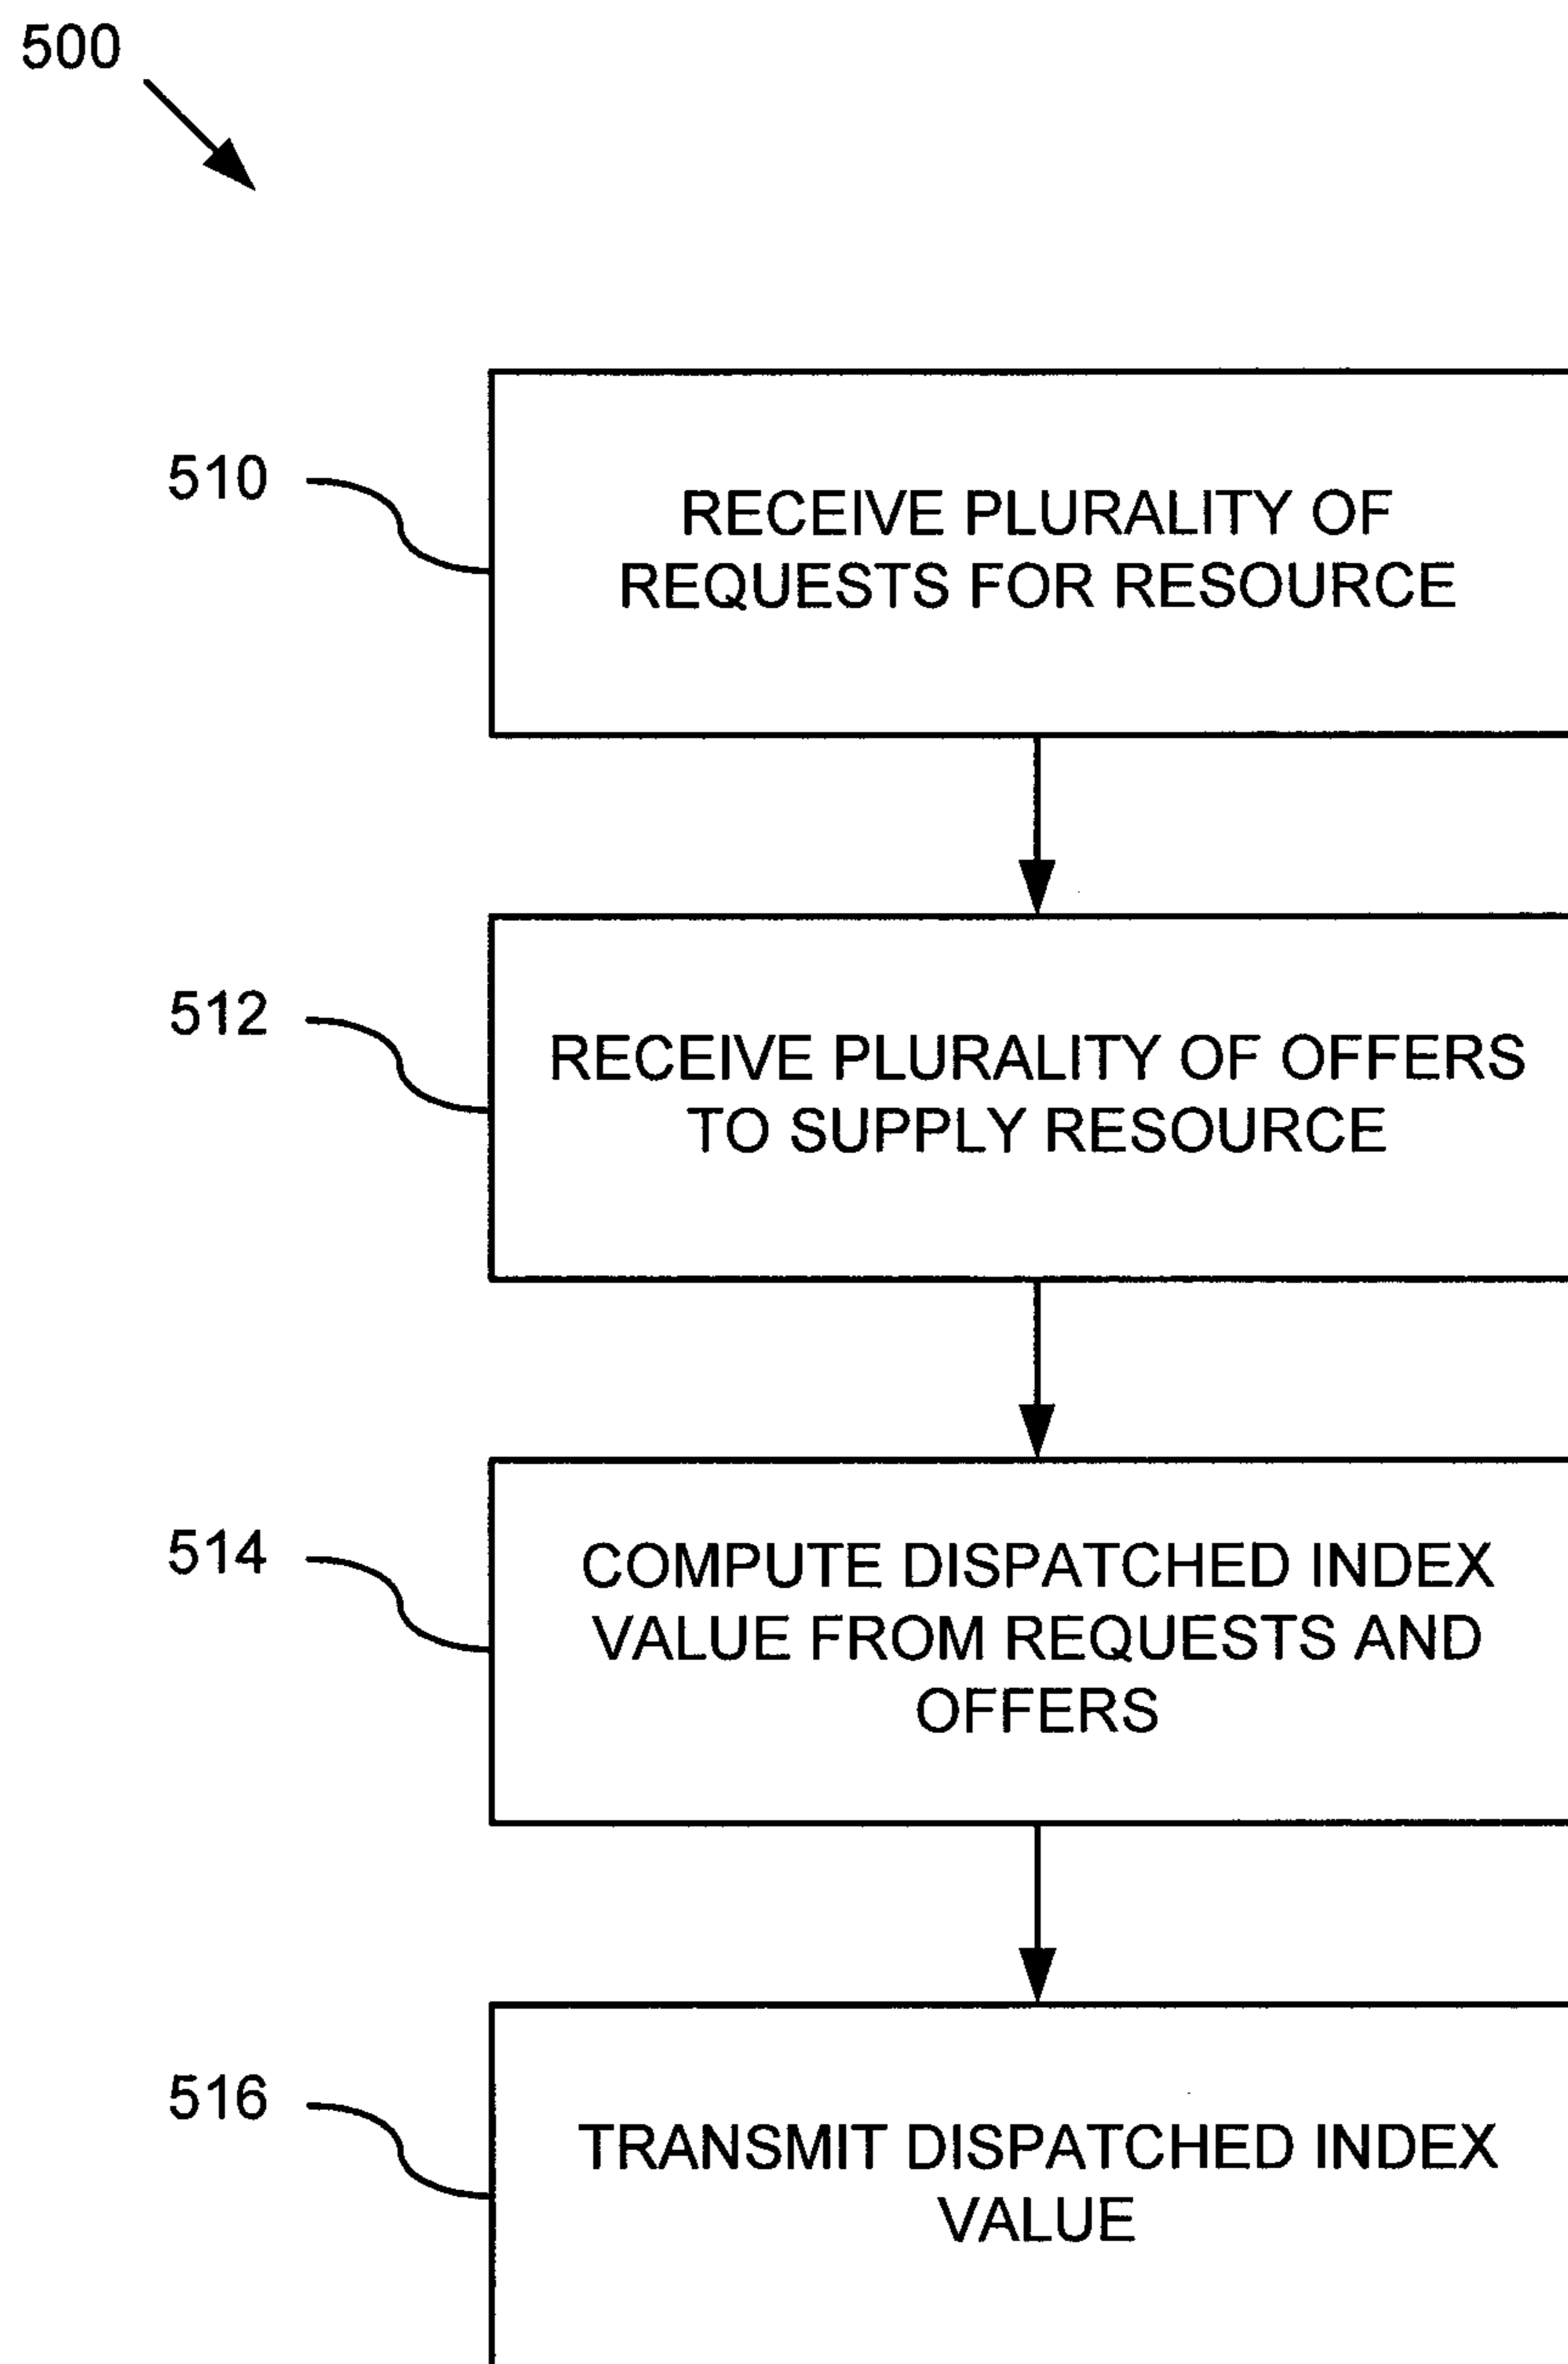 500
510
RECEIVE PLURALITY OF
REQUESTS FOR RESOURCE
512
RECEIVE PLURALITY OF OFFERS
TO SUPPLY RESOURCE
514
COMPUTE DISPATCHED INDEX
VALUE FROM REQUESTS AND
OFFERS
516
TRANSMIT DISPATCHED INDEX
VALUE